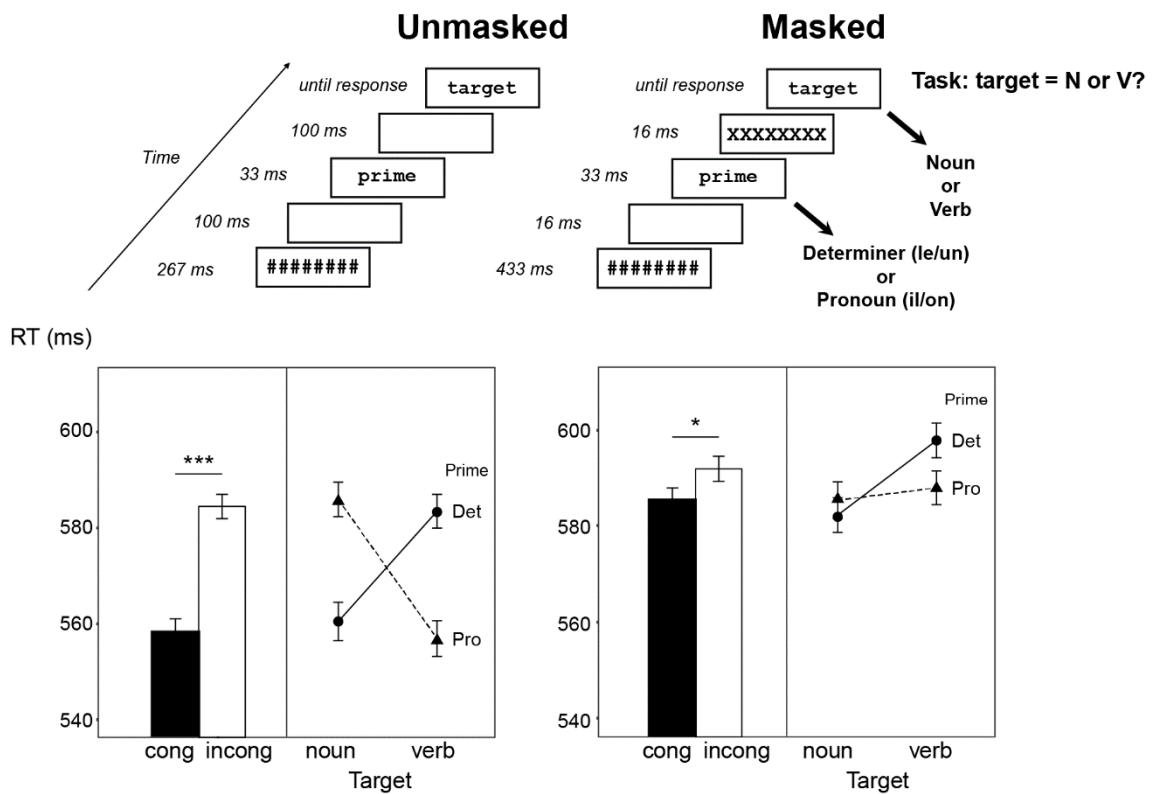 Unmasked
Masked
Task: target = N or V?
Time
until response
target
100 ms
33 ms
prime
100 ms
267 ms
########
until response
target
16 ms
XXXXXXXX
33 ms
prime
16 ms
433 ms
########
Noun
or
Verb
Determiner (le/un)
or
Pronoun (il/on)
RT (ms)
600
580
560
540
***
Prime
Det
Pro
cong incong
noun verb
Target
600
580
560
540
*
Prime
Det
Pro
cong incong
noun verb
Target